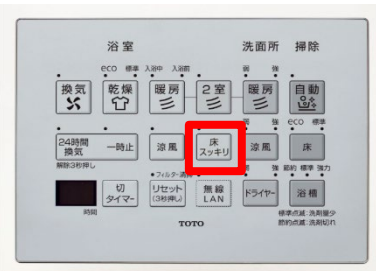 浴室 洗面所 掃除
eco 標準 入浴中 入浴前 弱 強
換気 乾燥 暖房 2室 暖房 自動
弱 強 eco 標準
24時間換気 一時止 涼風 床スッキリ 涼風 床
解除3秒押し 弱 強 節約 標準 強力
●フィルター清掃
切タイマー リセット(3秒押し) 無線LAN ドライヤー 浴槽
時間 標準点滅:洗剤僅少
TOTO 節約点滅:洗剤切れ